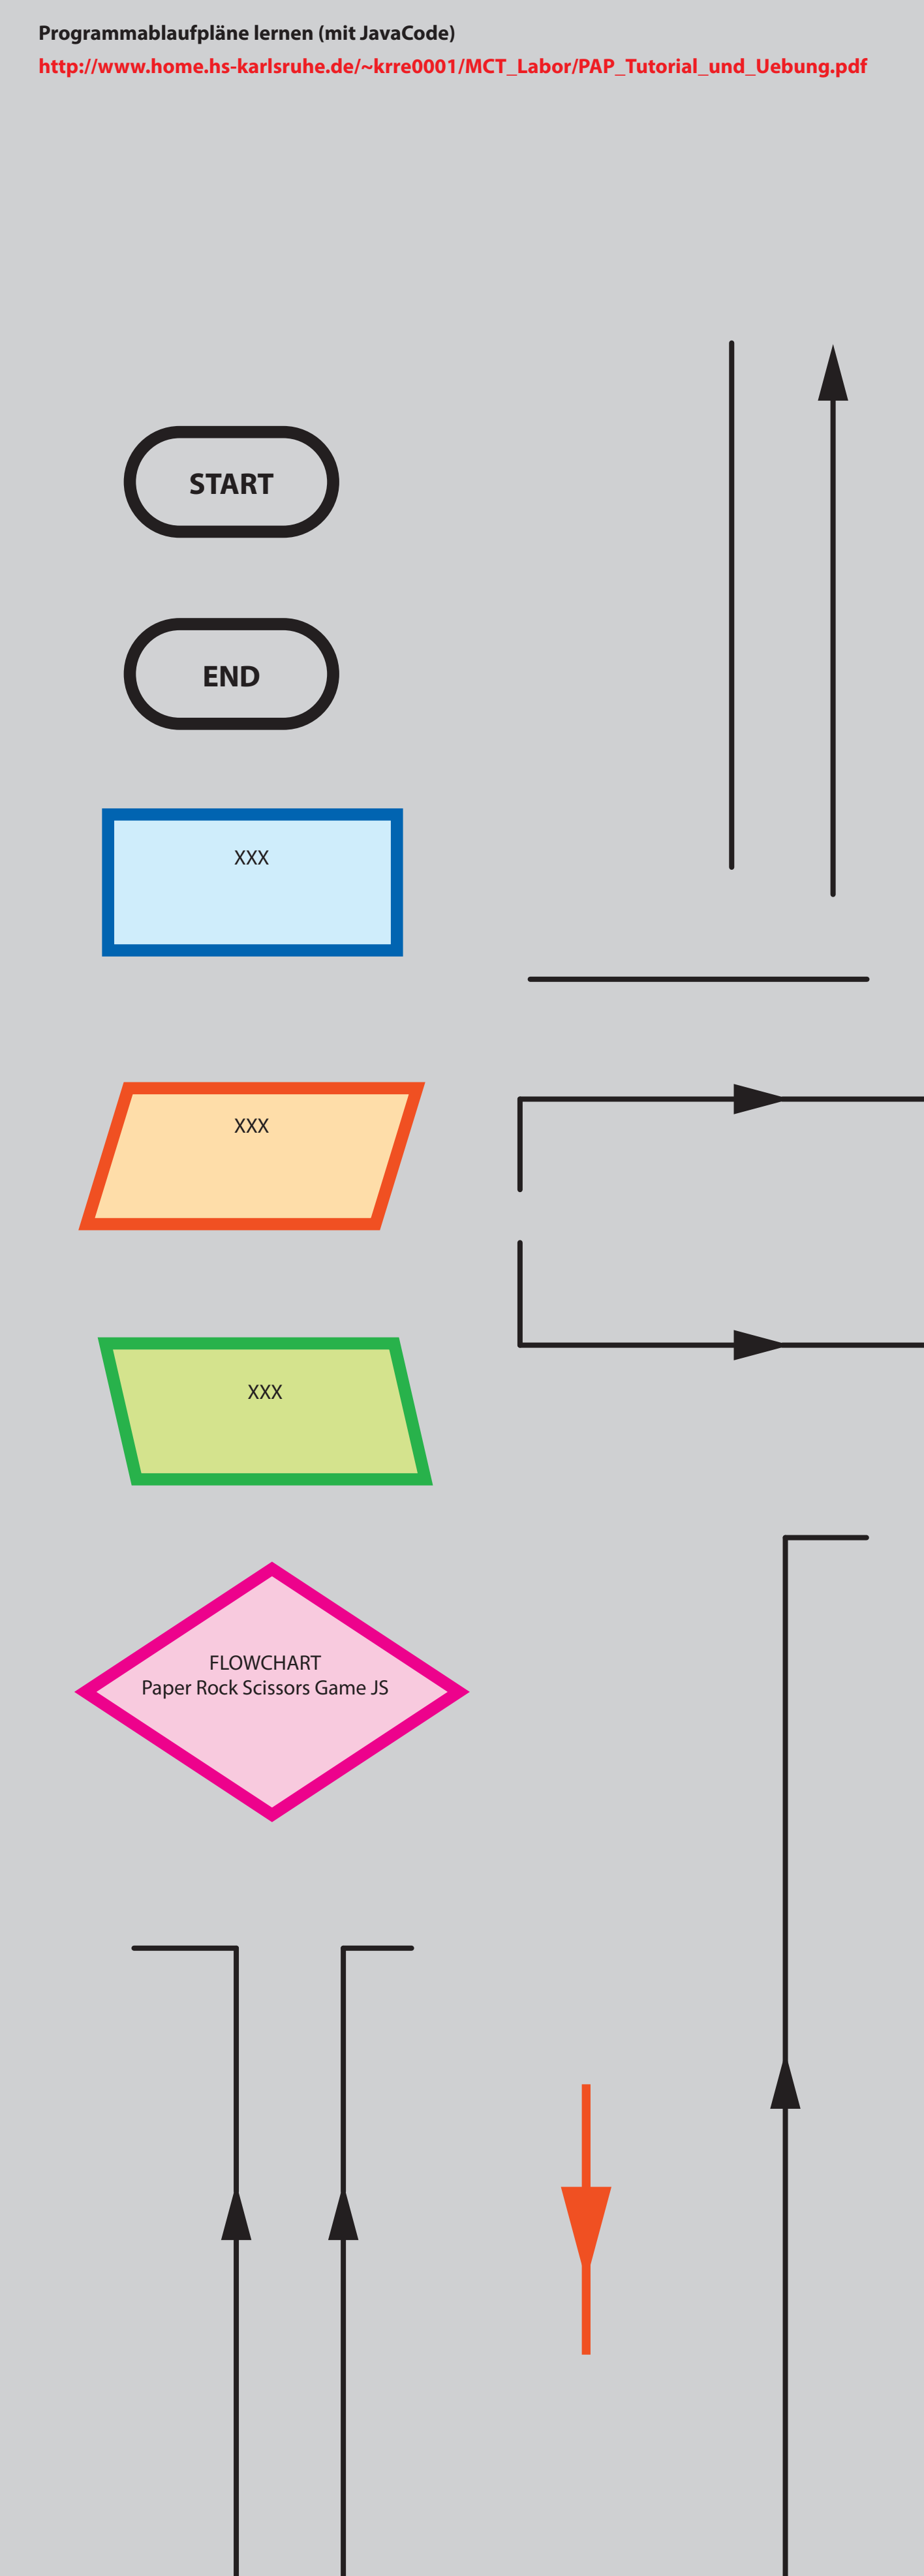 Programmablaufpläne lernen (mit JavaCode)
http://www.home.hs-karlsruhe.de/~krre0001/MCT_Labor/PAP_Tutorial_und_Uebung.pdf
START
END
XXX
XXX
XXX
FLOWCHART
Paper Rock Scissors Game JS